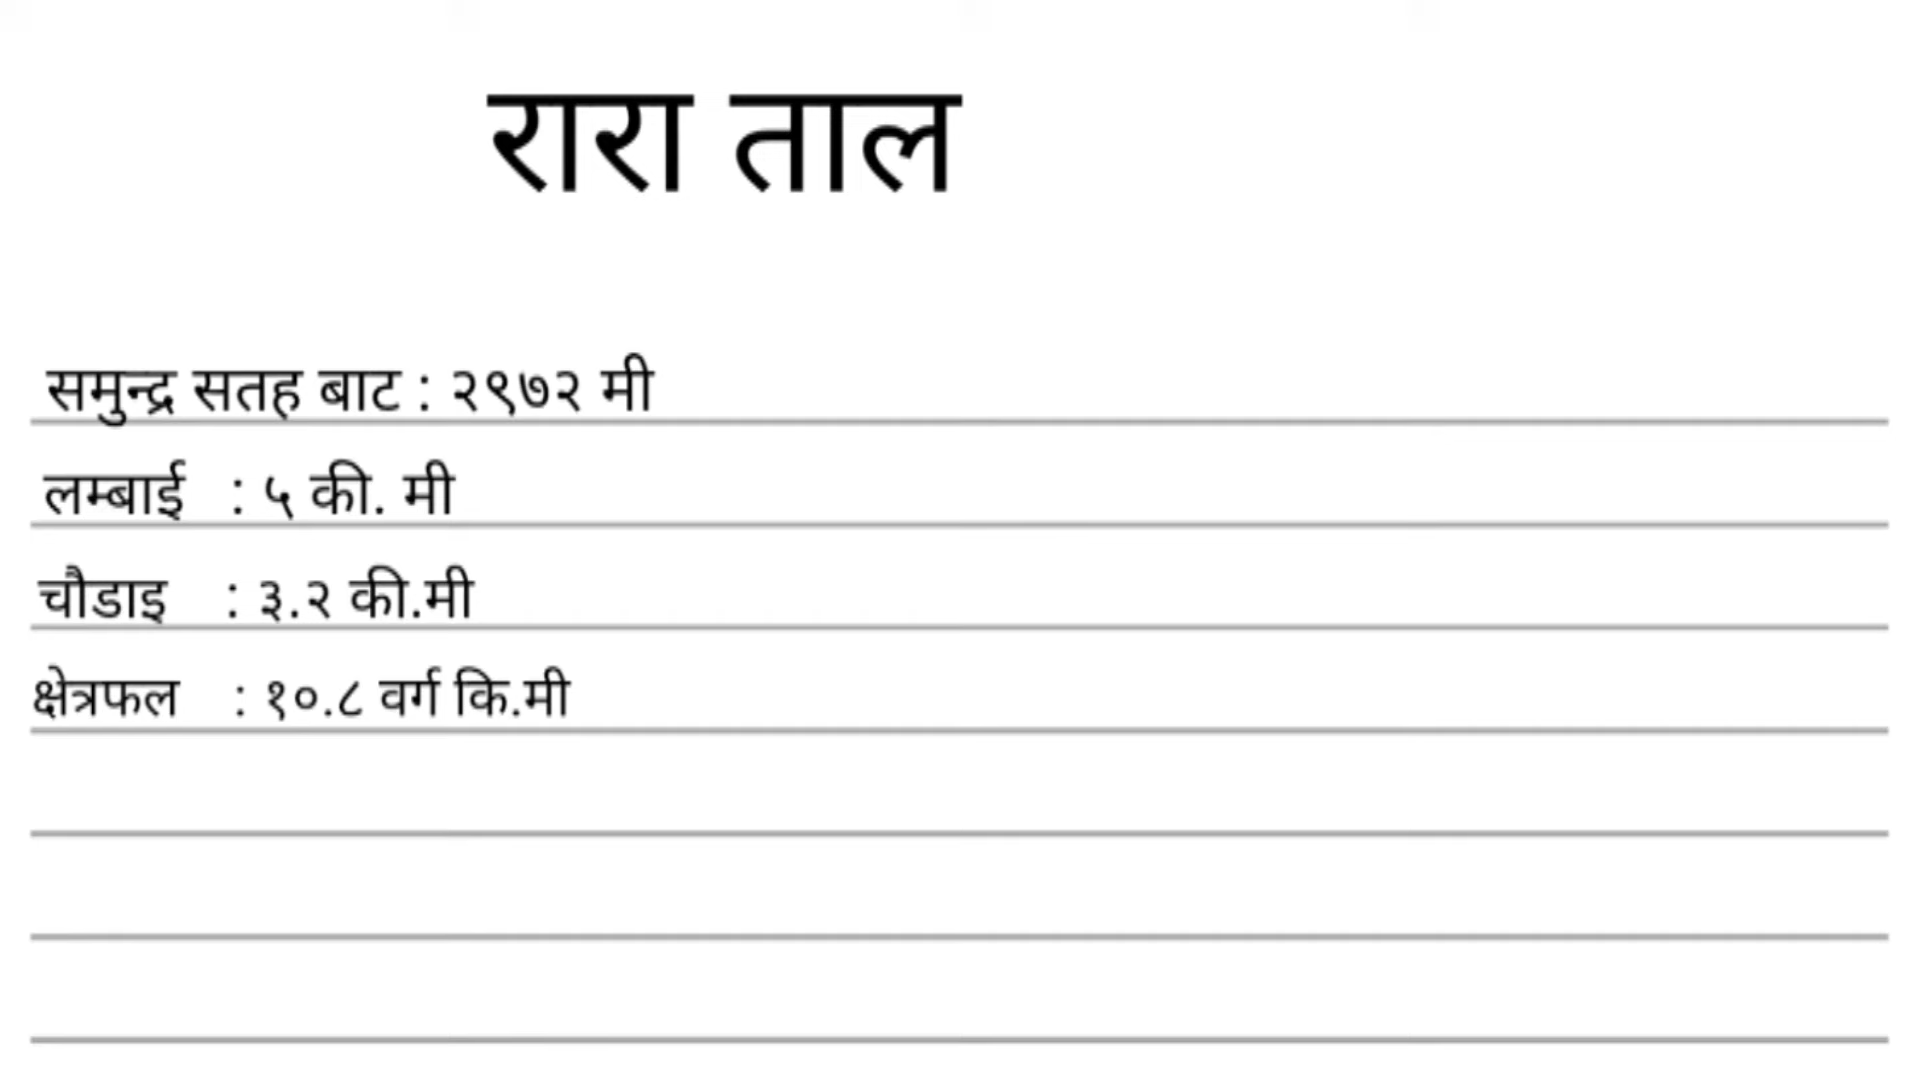 रारा ताल
समुन्द्र सतह बाट : २९७२ मी
लम्बाई : ५ की. मी
चौडाइ : ३.२ की.मी
क्षेत्रफल : १०.८ वर्ग कि.मी